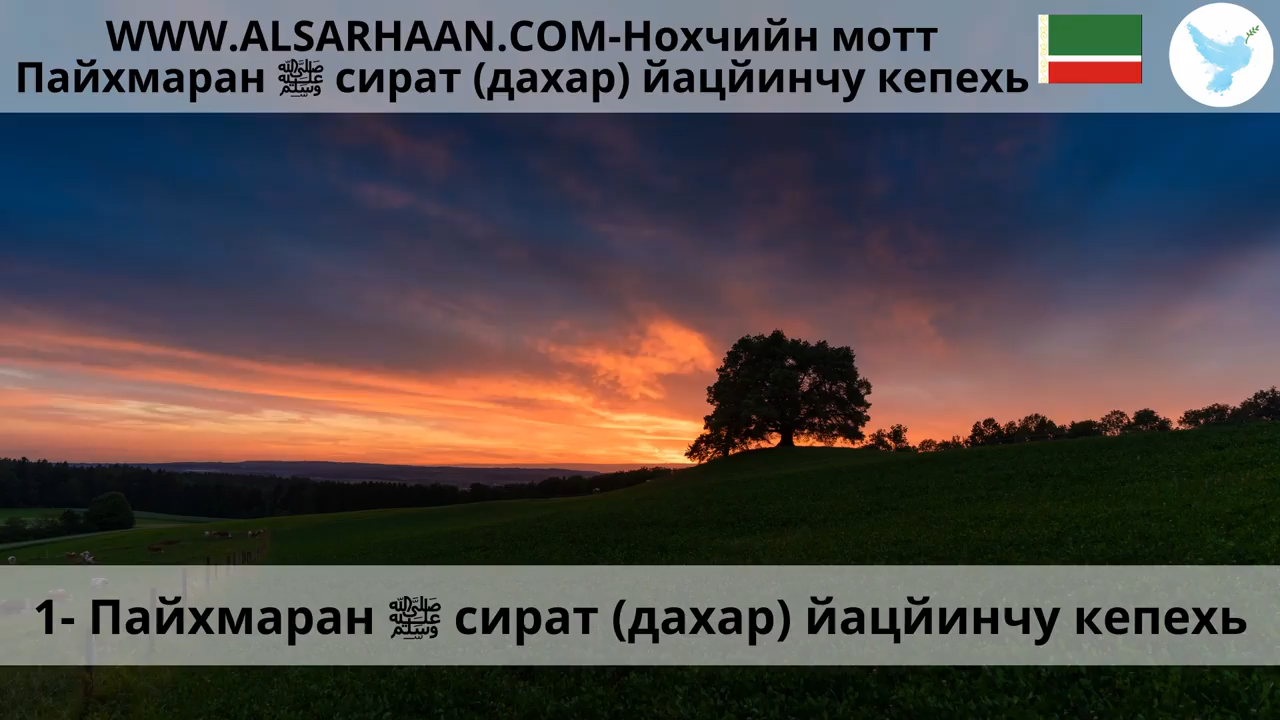 WWW.ALSARHAAN.COM-Нохчийн мотт
Пайхмаран ﷺ сират (дахар) йацйинчу кепехь
1- Пайхмаран ﷺ сират (дахар) йацйинчу кепехь